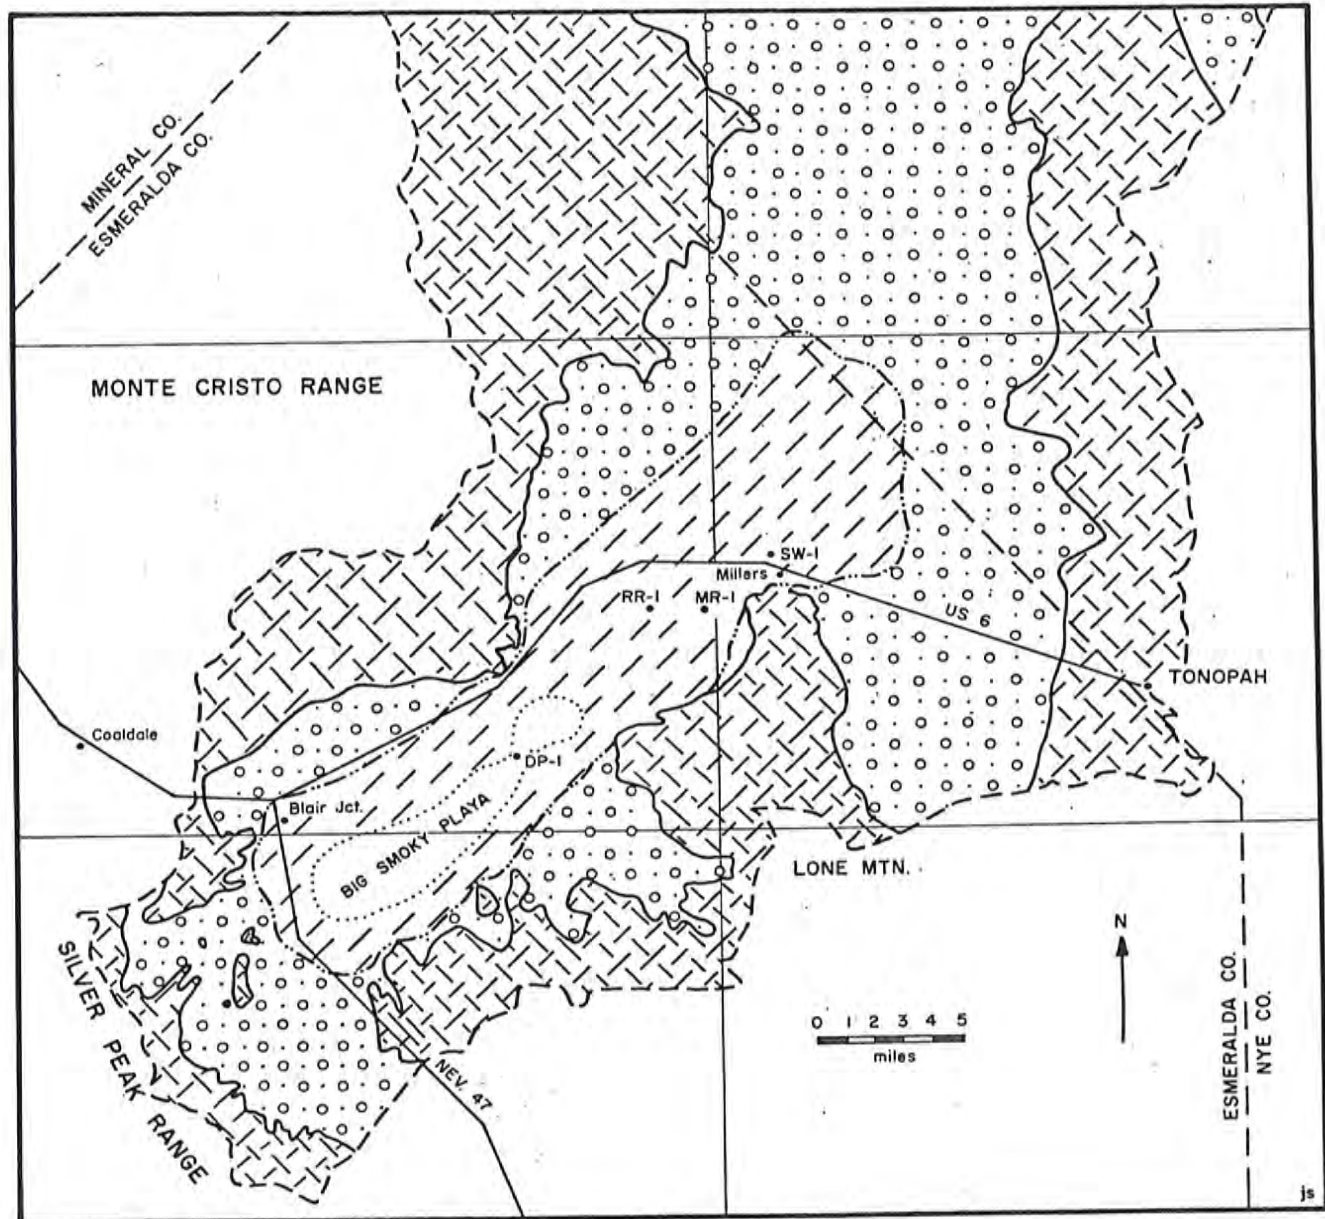 MINERAL CO.
ESMERALDA CO.
MONTE CRISTO RANGE
SW-1
Millers
RR-1
MR-1
US 6
TONOPAH
Coaldale
DP-1
Blair Jct.
BIG SMOKY PLAYA
LONE MTN.
N
SILVER PEAK RANGE
0 1 2 3 4 5
miles
ESMERALDA CO.
NYE CO.
NEV. 47
js